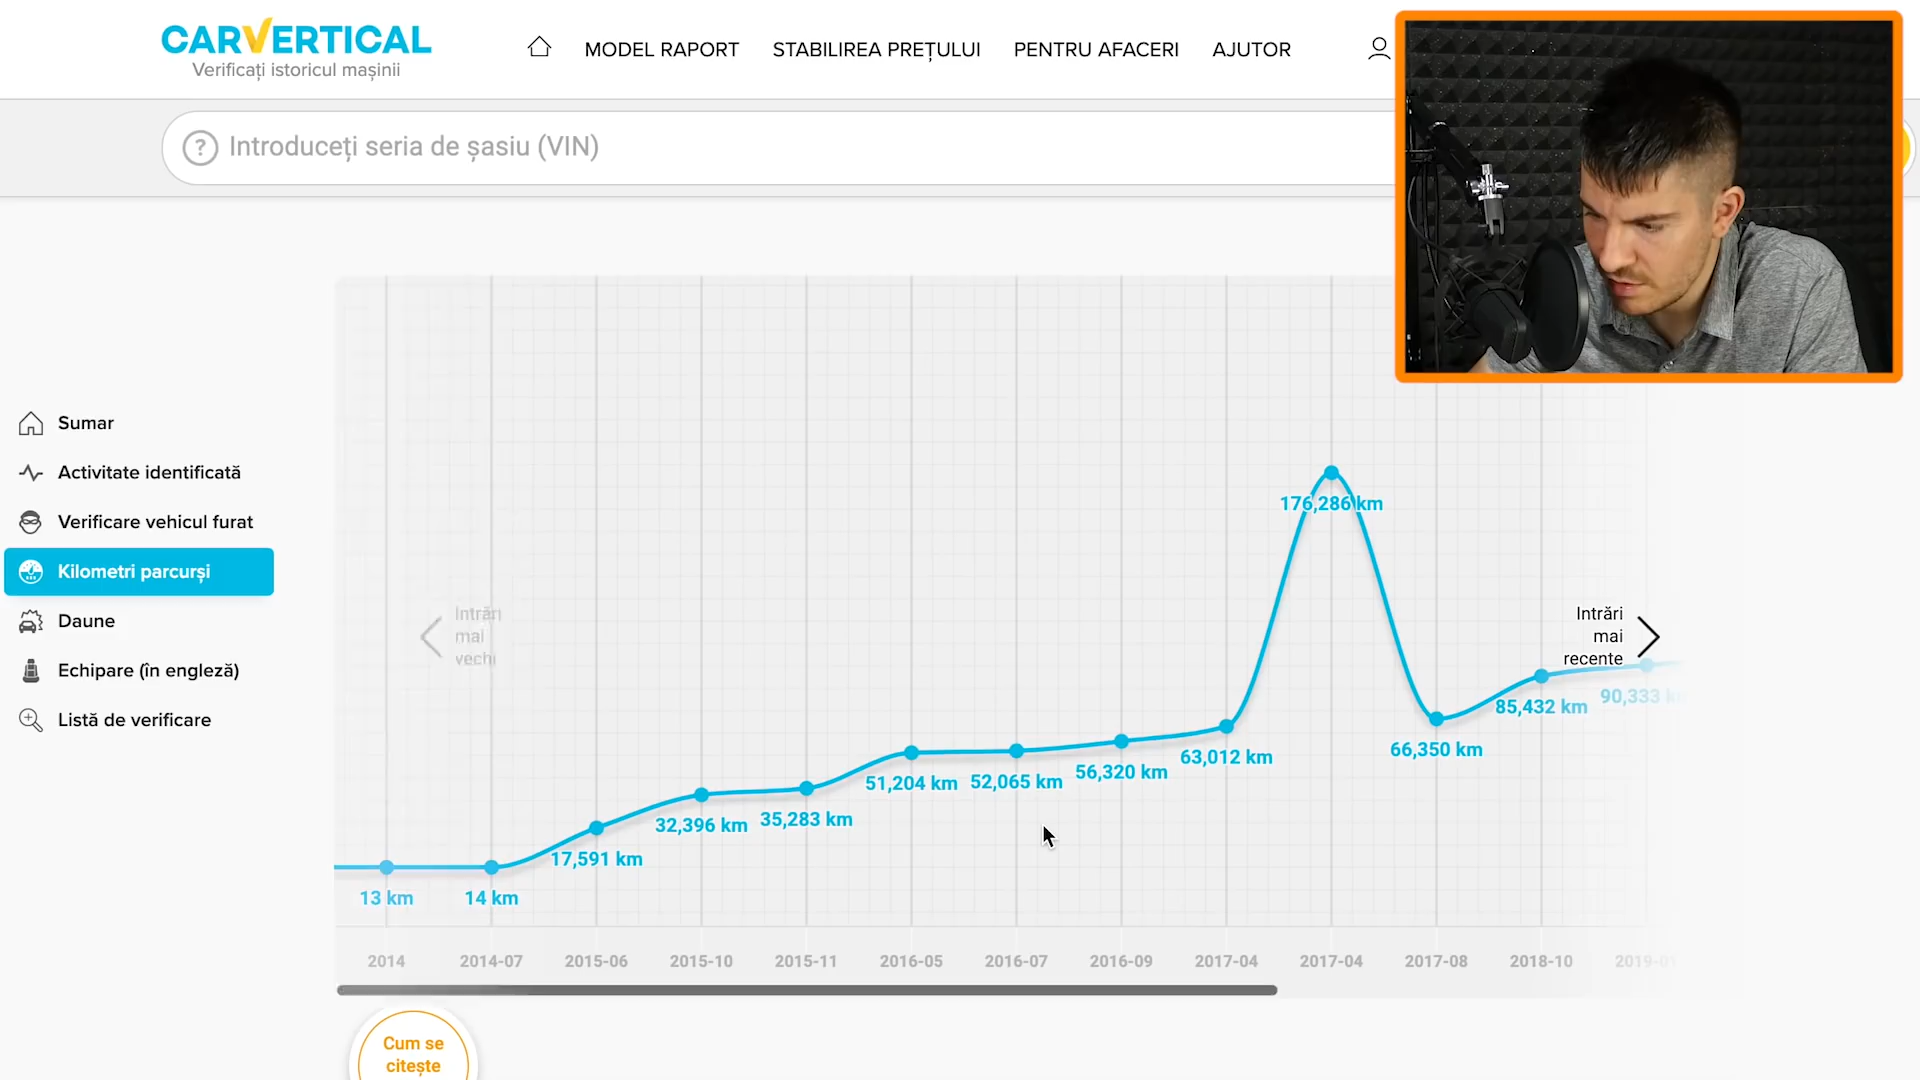 CARVERTICAL
Verificați istoricul mașinii
MODEL RAPORT
STABILIREA PREȚULUI
PENTRU AFACERI
AJUTOR
? Introduceți seria de șasiu (VIN)
Sumar
Activitate identificată
Verificare vehicul furat
Kilometri parcurși
Daune
Echipare (în engleză)
Listă de verificare
Intrări
mai
vechi
Intrări
mai
recente
13 km
14 km
17,591 km
32,396 km
35,283 km
51,204 km
52,065 km
56,320 km
63,012 km
176,286 km
66,350 km
85,432 km
90,333 km
2014
2014-07
2015-06
2015-10
2015-11
2016-05
2016-07
2016-09
2017-04
2017-04
2017-08
2018-10
2019-01
Cum se
citește